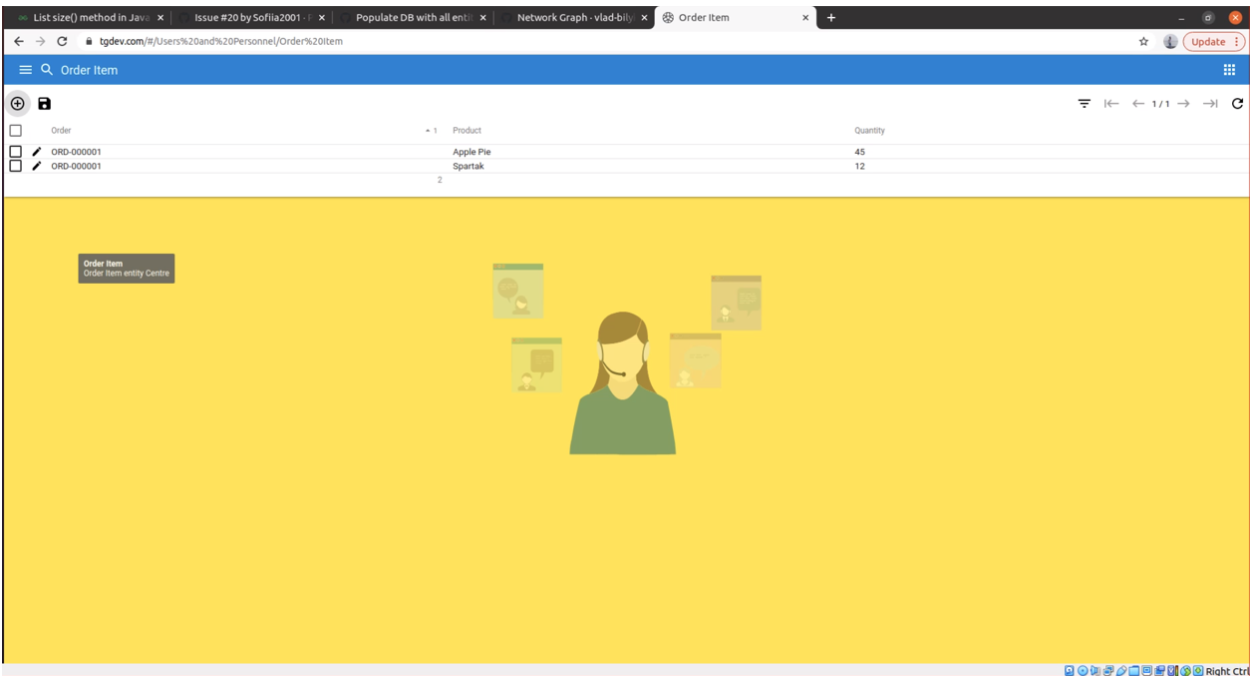 List size() method in Java
Issue #20 by Sofiia2001 ·
Populate DB with all enti
Network Graph · vlad-bily
Order Item
tgdev.com/#/Users%20and%20Personnel/Order%20Item
Update
Order Item
1/1
Order 1 Product Quantity
ORD-000001 Apple Pie 45
ORD-000001 Spartak 12
2
Order Item
Order Item entity Centre
Right Ctrl